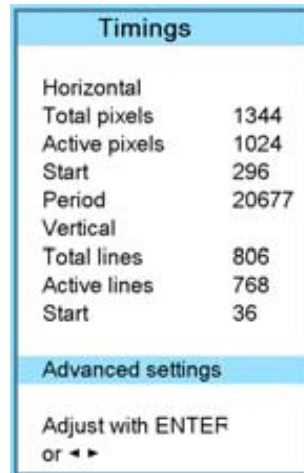 Timings
Horizontal
Total pixels 1344
Active pixels 1024
Start 296
Period 20677
Vertical
Total lines 806
Active lines 768
Start 36
Advanced settings
Adjust with ENTER
or ◄ ►